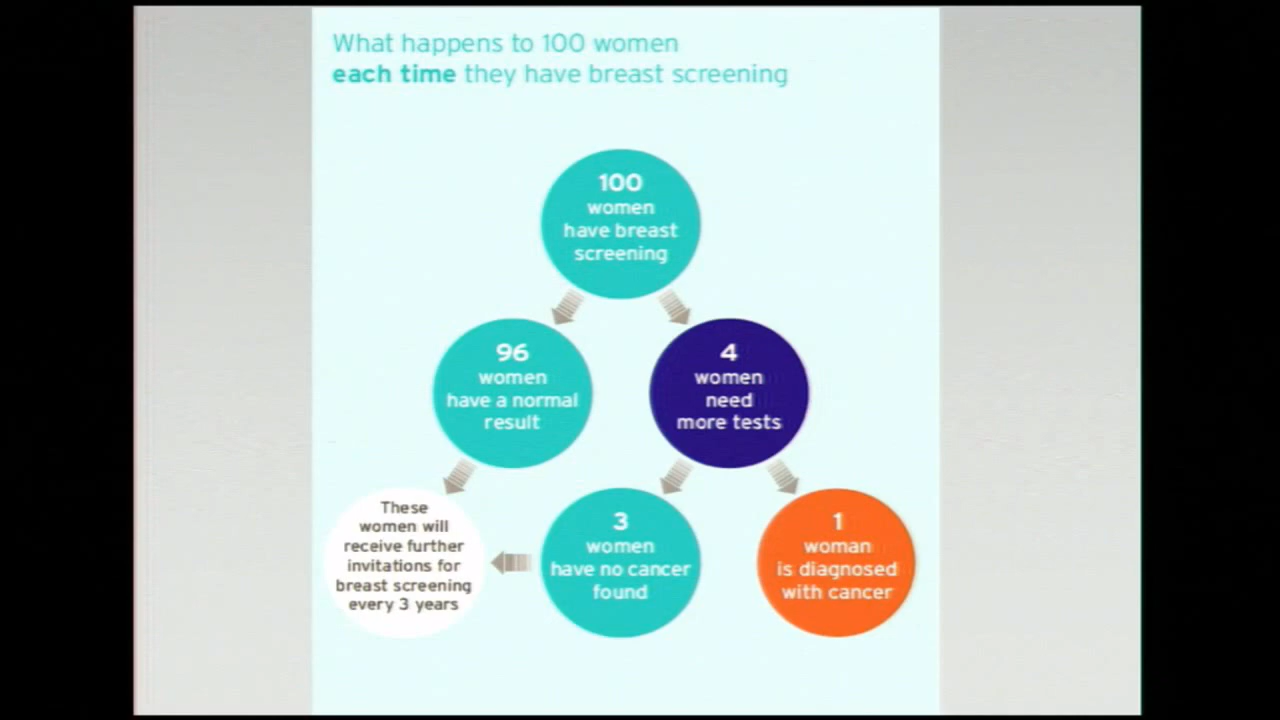 What happens to 100 women
each time they have breast screening
100
women
have breast
screening
96
women
have a normal
result
4
women
need
more tests
These
women will
receive further
invitations for
breast screening
every 3 years
3
women
have no cancer
found
1
woman
is diagnosed
with cancer